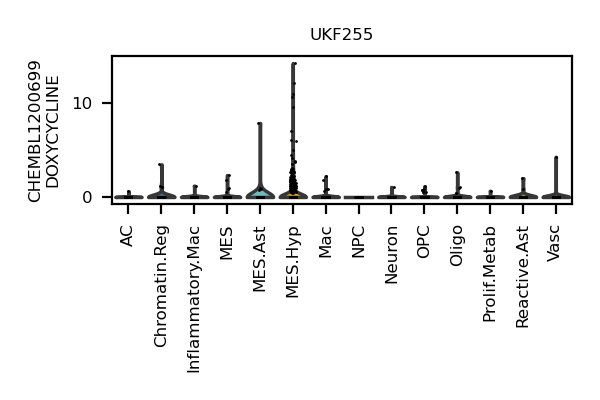 UKF255
CHEMBL1200699
DOXYCYCLINE
10
0
AC
Chromatin.Reg
Inflammatory.Mac
MES
MES.Ast
MES.Hyp
Mac
NPC
Neuron
OPC
Oligo
Prolif.Metab
Reactive.Ast
Vasc